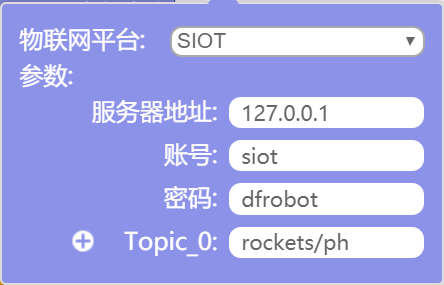 物联网平台: SIOT
参数:
服务器地址: 127.0.0.1
账号: siot
密码: dfrobot
Topic_0: rockets/ph